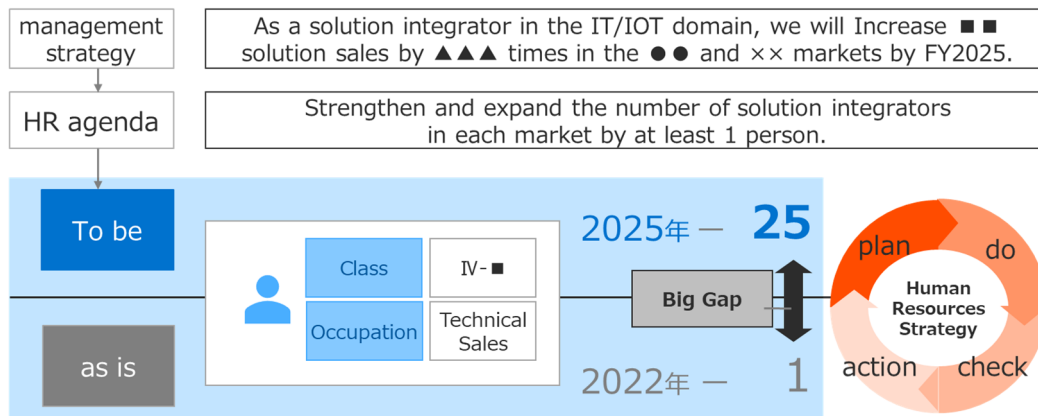 management
strategy
As a solution integrator in the IT/IOT domain, we will Increase ■ ■
solution sales by ▲▲▲ times in the ●● and ×× markets by FY2025.
HR agenda
Strengthen and expand the number of solution integrators
in each market by at least 1 person.
To be
2025年 — 25
Class
Ⅳ-■
Big Gap
Occupation
Technical
Sales
as is
2022年 — 1
plan
do
Human
Resources
Strategy
action
check